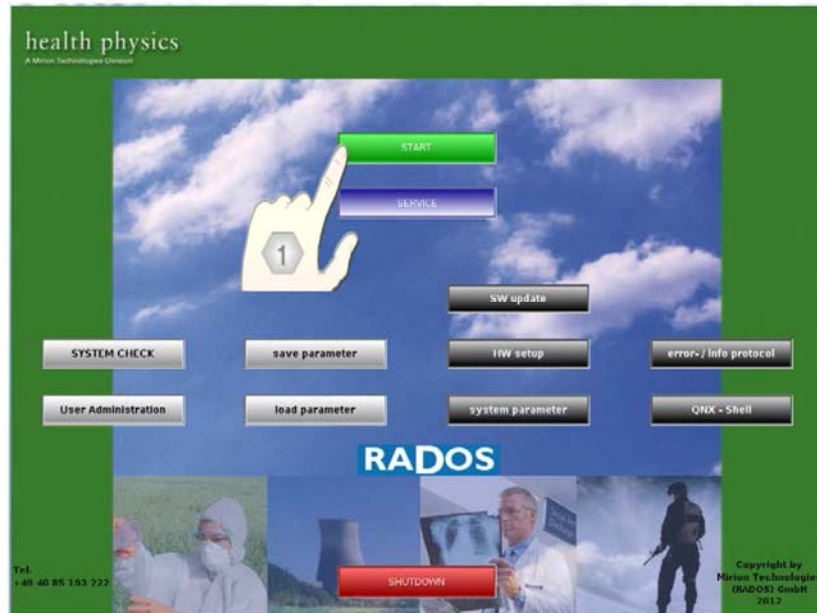 health physics
A Mirion Technologies Division
START
SERVICE
1
SW update
SYSTEM CHECK
save parameter
HW setup
error- / info protocol
User Administration
load parameter
system parameter
QNX - Shell
RADOS
Tel.
+49 40 85 193 222
SHUTDOWN
Copyright by
Mirion Technologies
(RADOS) GmbH
2012